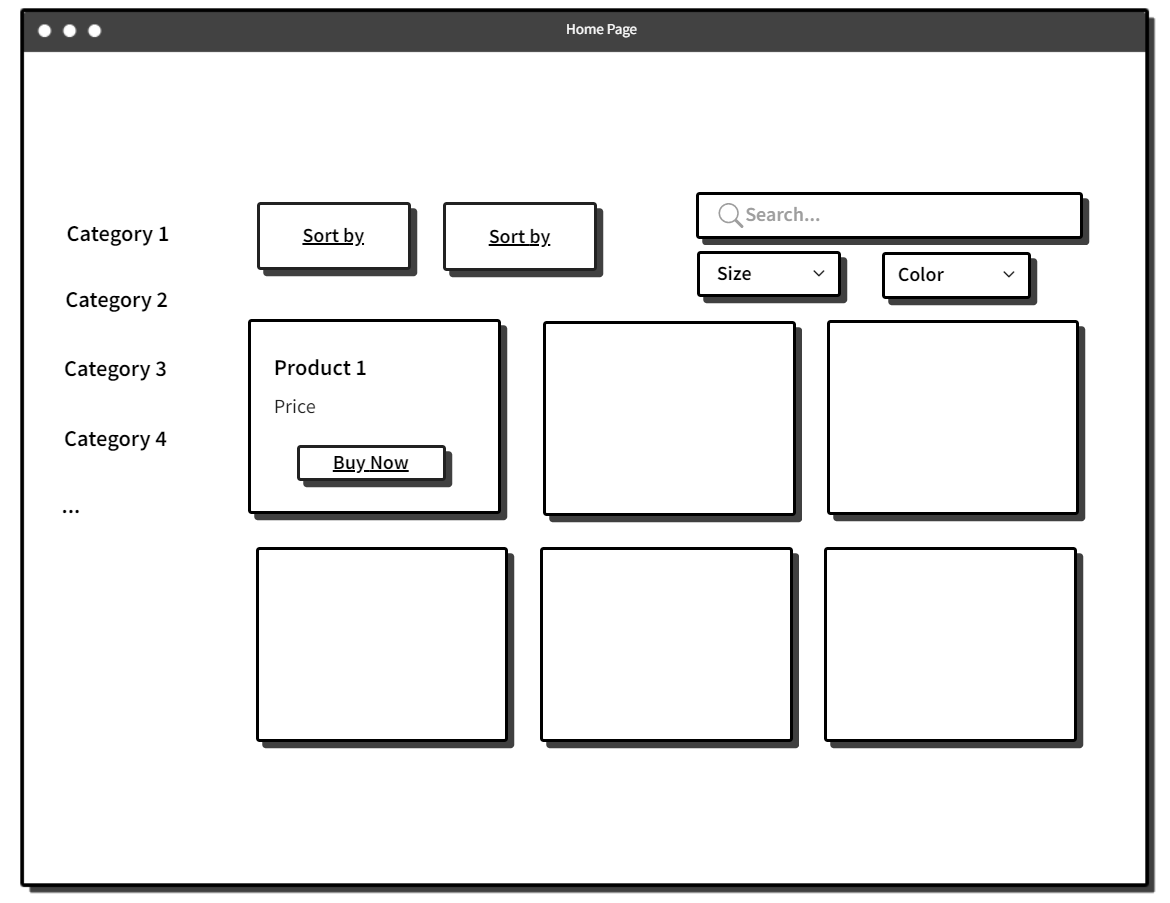 Home Page
Category 1
Category 2
Category 3
Category 4
...
Sort by
Sort by
Search...
Size
Color
Product 1
Price
Buy Now